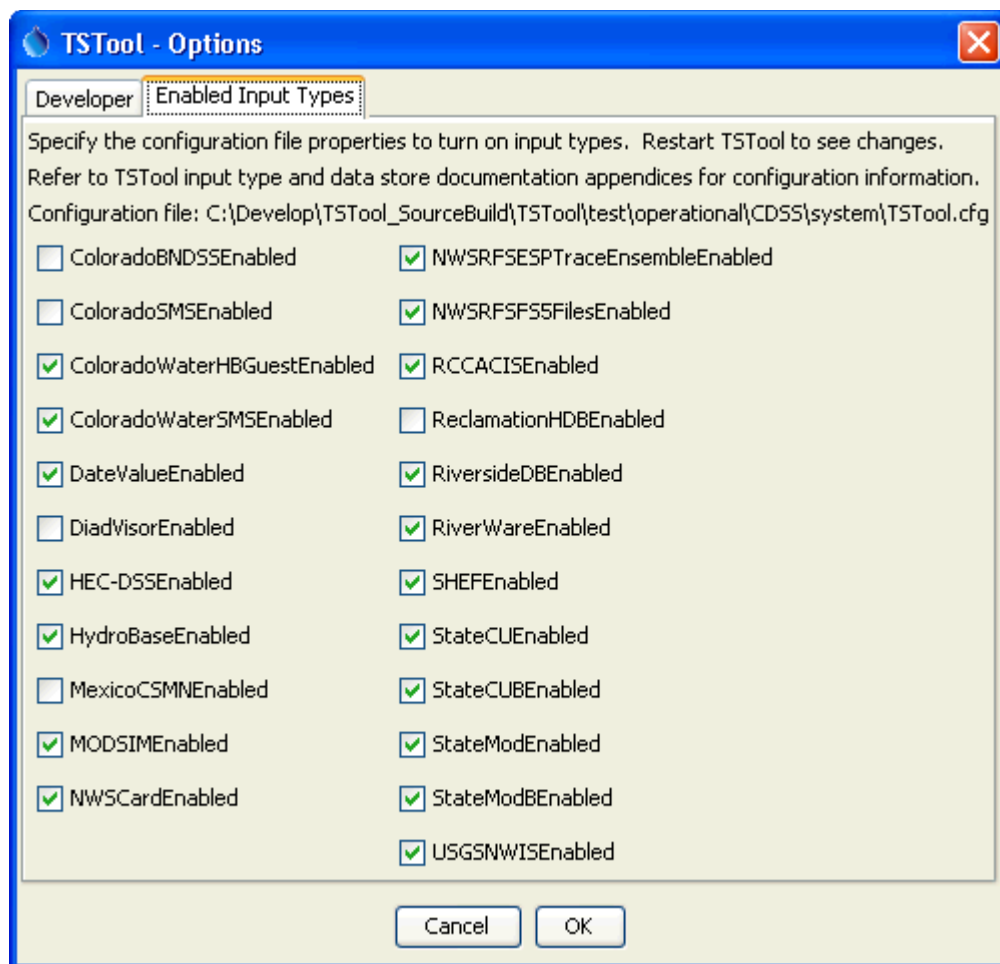 TSTool - Options
Developer
Enabled Input Types
Specify the configuration file properties to turn on input types.  Restart TSTool to see changes.
Refer to TSTool input type and data store documentation appendices for configuration information.
Configuration file: C:\Develop\TSTool_SourceBuild\TSTool\test\operational\CDSS\system\TSTool.cfg
ColoradoBNDSSEnabled
ColoradoSMSEnabled
ColoradoWaterHBGuestEnabled
ColoradoWaterSMSEnabled
DateValueEnabled
DiadVisorEnabled
HEC-DSSEnabled
HydroBaseEnabled
MexicoCSMNEnabled
MODSIMEnabled
NWSCardEnabled
NWSRFSESPTraceEnsembleEnabled
NWSRFSFS5FilesEnabled
RCCACISEnabled
ReclamationHDBEnabled
RiversideDBEnabled
RiverWareEnabled
SHEFEnabled
StateCUEnabled
StateCUBEnabled
StateModEnabled
StateModBEnabled
USGSNWISEnabled
Cancel
OK